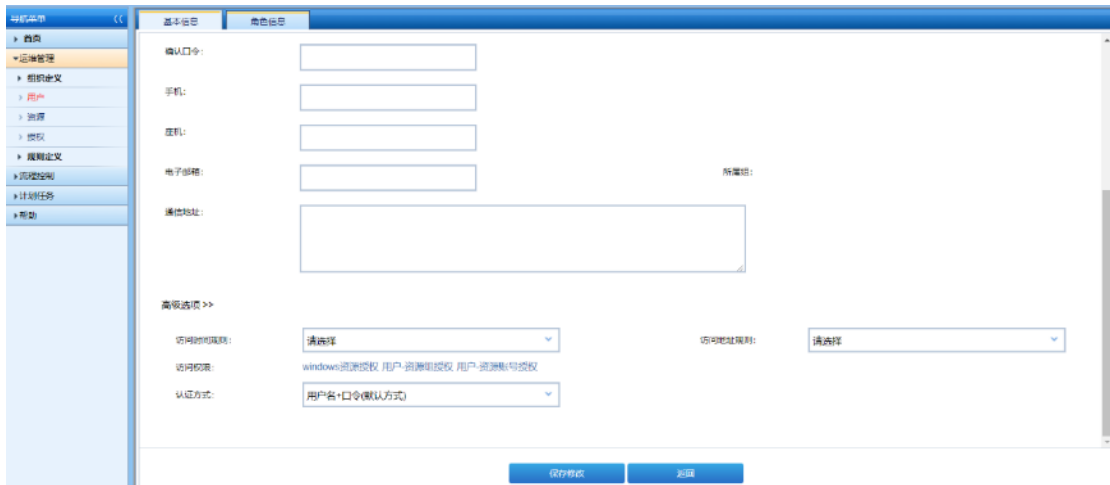 导航菜单
基本信息 角色信息
首页
运维管理
组织定义
用户
资源
授权
规则定义
流程控制
计划任务
帮助
确认口令:
手机:
座机:
电子邮箱: 所属组:
通信地址:
高级选项 >>
访问时间规则: 请选择 访问地址规则: 请选择
访问权限: windows资源授权 用户-资源组授权 用户-资源账号授权
认证方式: 用户名+口令(默认方式)
保存修改 返回